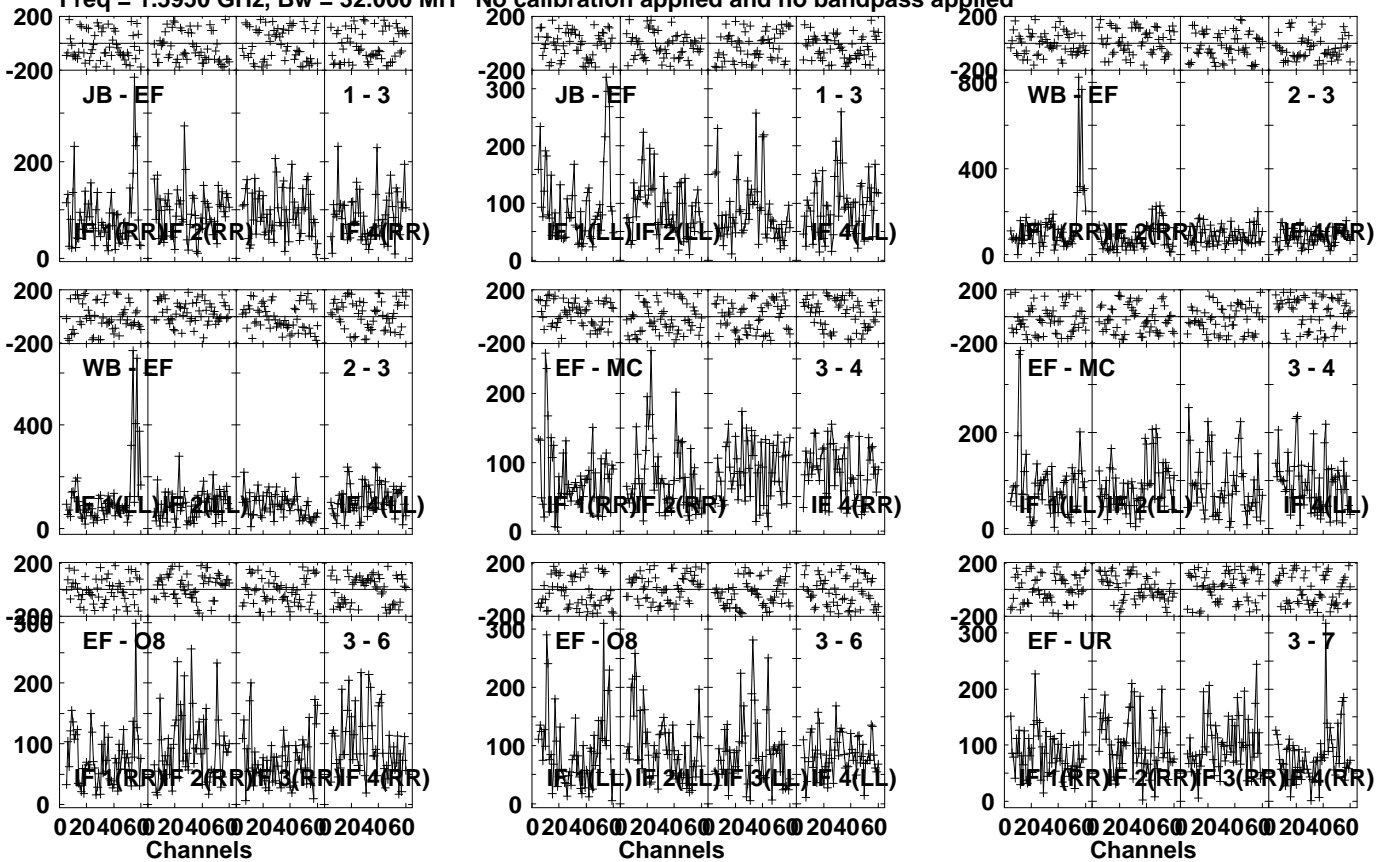 Freq = 1.5950 GHz, Bw = 32.000 MH No calibration applied and no bandpass applied
200
-200
JB - EF 1 - 3
200
0
IF 1(RR) IF 2(RR) IF 4(RR)
200
-200
JB - EF 1 - 3
300
200
100
0
IF 1(LL) IF 2(LL) IF 4(LL)
200
-200
WB - EF 2 - 3
800
400
0
IF 1(RR) IF 2(RR) IF 4(RR)
200
-200
WB - EF 2 - 3
400
0
IF 1(LL) IF 2(LL) IF 4(LL)
200
-200
EF - MC 3 - 4
200
100
0
IF 1(RR) IF 2(RR) IF 4(RR)
200
-200
EF - MC 3 - 4
200
0
IF 1(LL) IF 2(LL) IF 4(LL)
200
-200
EF - O8 3 - 6
300
200
100
0
IF 1(RR) IF 2(RR) IF 3(RR) IF 4(RR)
0 20 40 60 0 20 40 60 0 20 40 60 0 20 40 60
Channels
200
-200
EF - O8 3 - 6
300
200
100
0
IF 1(LL) IF 2(LL) IF 3(LL) IF 4(LL)
0 20 40 60 0 20 40 60 0 20 40 60 0 20 40 60
Channels
200
-200
EF - UR 3 - 7
300
200
100
0
IF 1(RR) IF 2(RR) IF 3(RR) IF 4(RR)
0 20 40 60 0 20 40 60 0 20 40 60 0 20 40 60
Channels